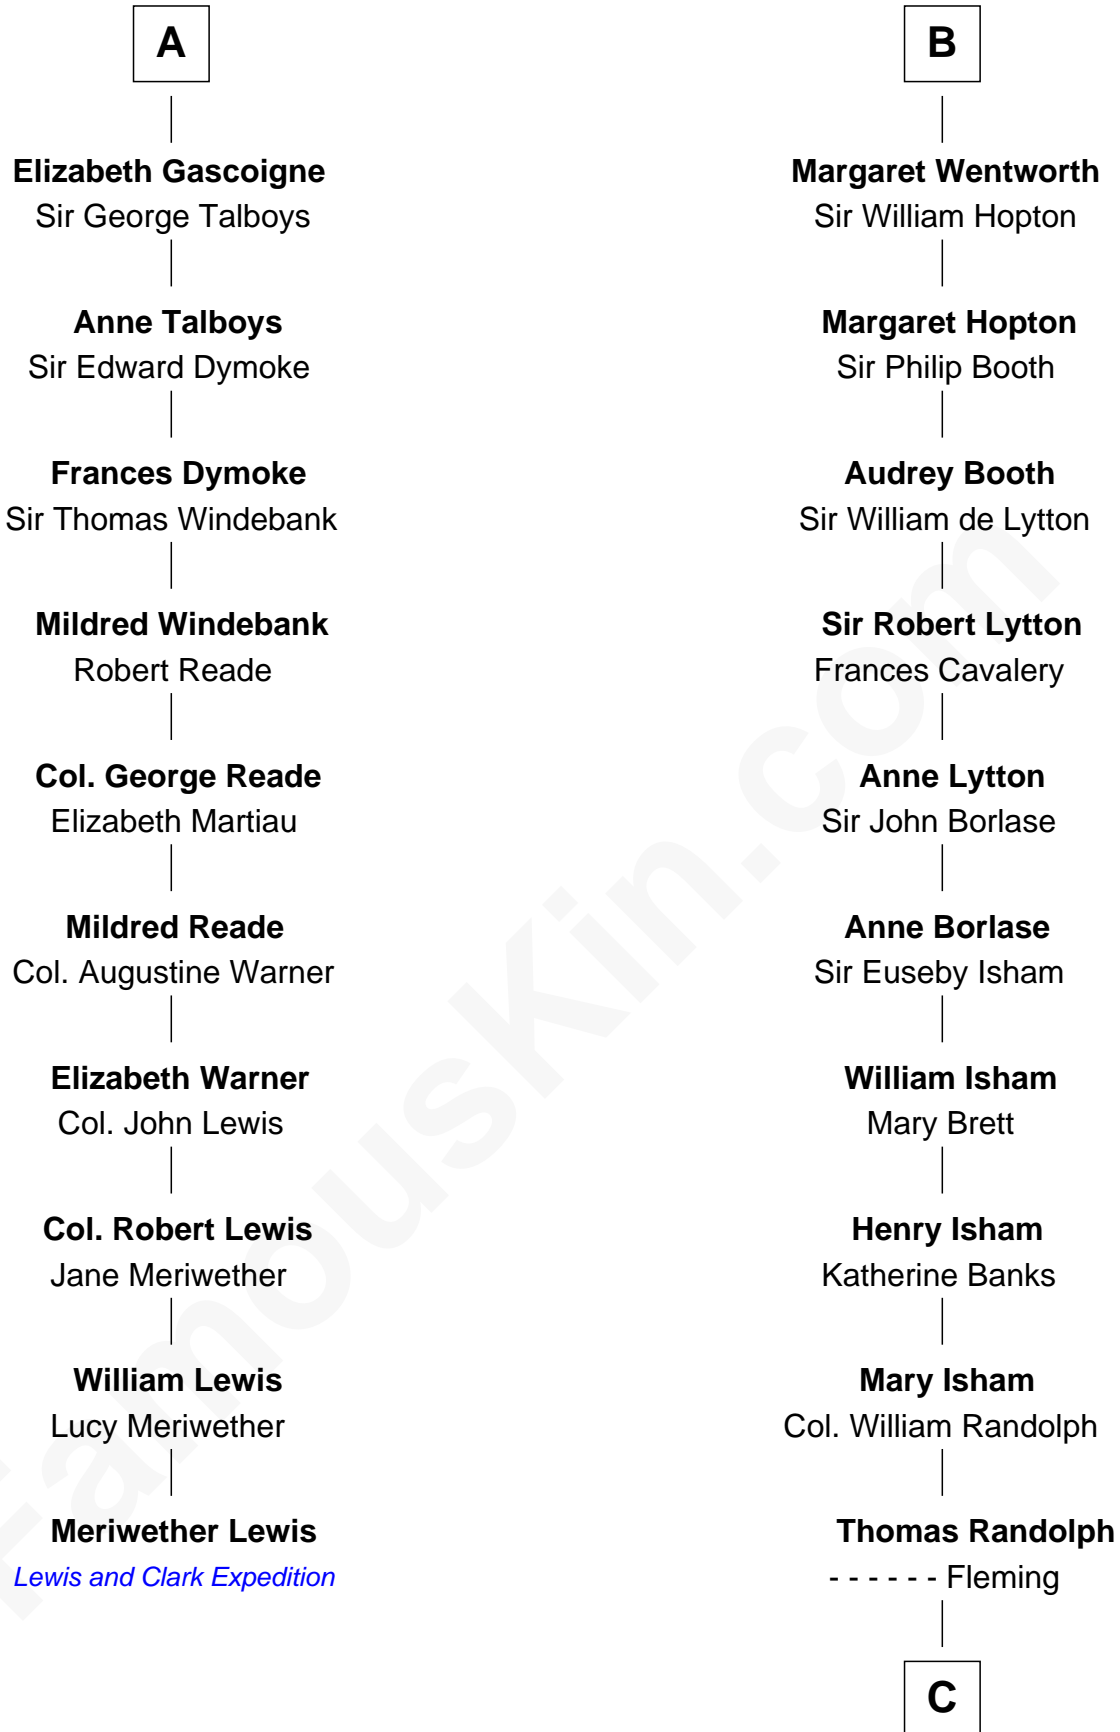 A
Elizabeth Gascoigne
Sir George Talboys
Anne Talboys
Sir Edward Dymoke
Frances Dymoke
Sir Thomas Windebank
Mildred Windebank
Robert Reade
Col. George Reade
Elizabeth Martiau
Mildred Reade
Col. Augustine Warner
Elizabeth Warner
Col. John Lewis
Col. Robert Lewis
Jane Meriwether
William Lewis
Lucy Meriwether
Meriwether Lewis
Lewis and Clark Expedition
B
Margaret Wentworth
Sir William Hopton
Margaret Hopton
Sir Philip Booth
Audrey Booth
Sir William de Lytton
Sir Robert Lytton
Frances Cavalery
Anne Lytton
Sir John Borlase
Anne Borlase
Sir Euseby Isham
William Isham
Mary Brett
Henry Isham
Katherine Banks
Mary Isham
Col. William Randolph
Thomas Randolph
- - - - - - Fleming
C
FamousKin.com